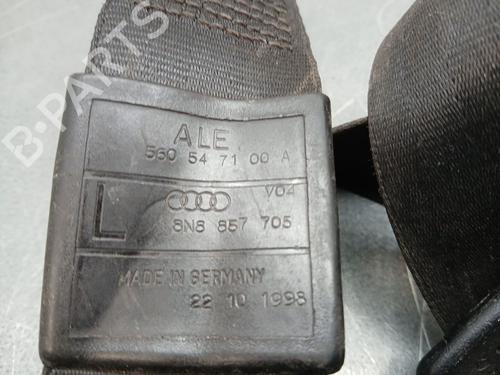 B-PARTS
ALE
560 54 71 00 A
V04
L
8N8 857 705
MADE IN GERMANY
22 10 1998